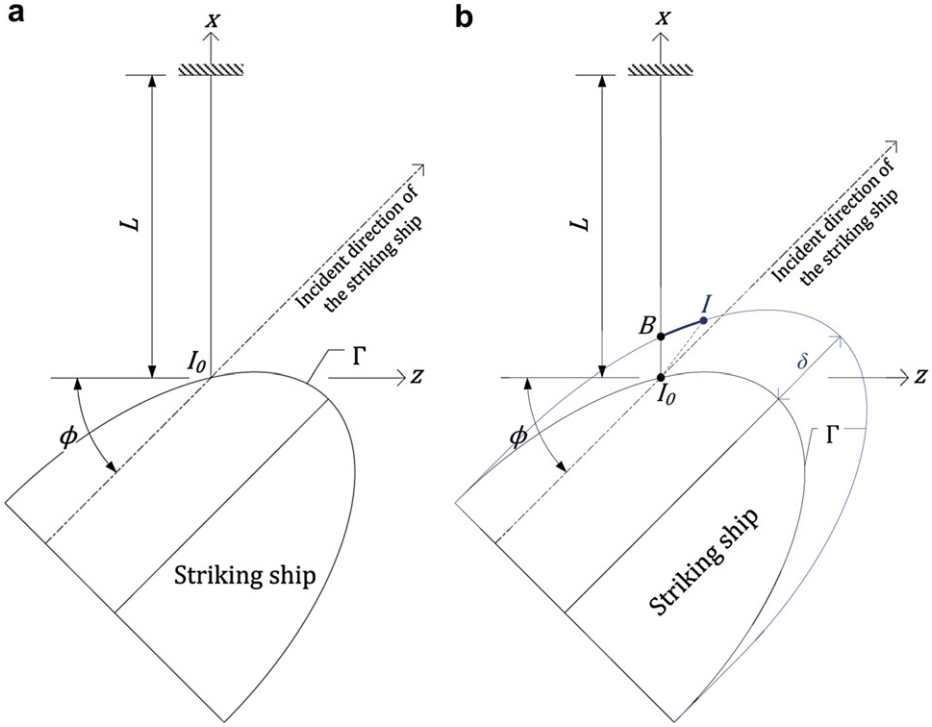 a
x
L
Incident direction of
the striking ship
I₀
Γ
z
ϕ
Striking ship
b
x
L
Incident direction of
the striking ship
I
B
δ
I₀
z
ϕ
Γ
Striking ship